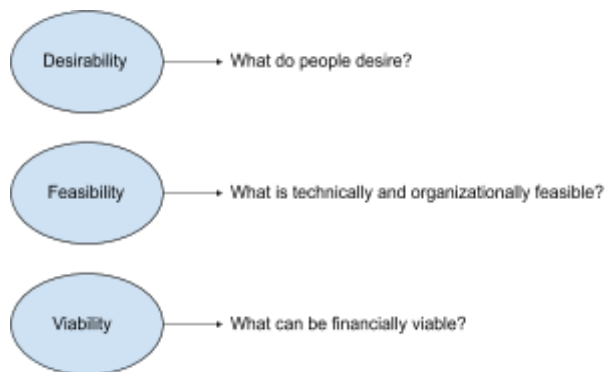 Desirability
What do people desire?
Feasibility
What is technically and organizationally feasible?
Viability
What can be financially viable?